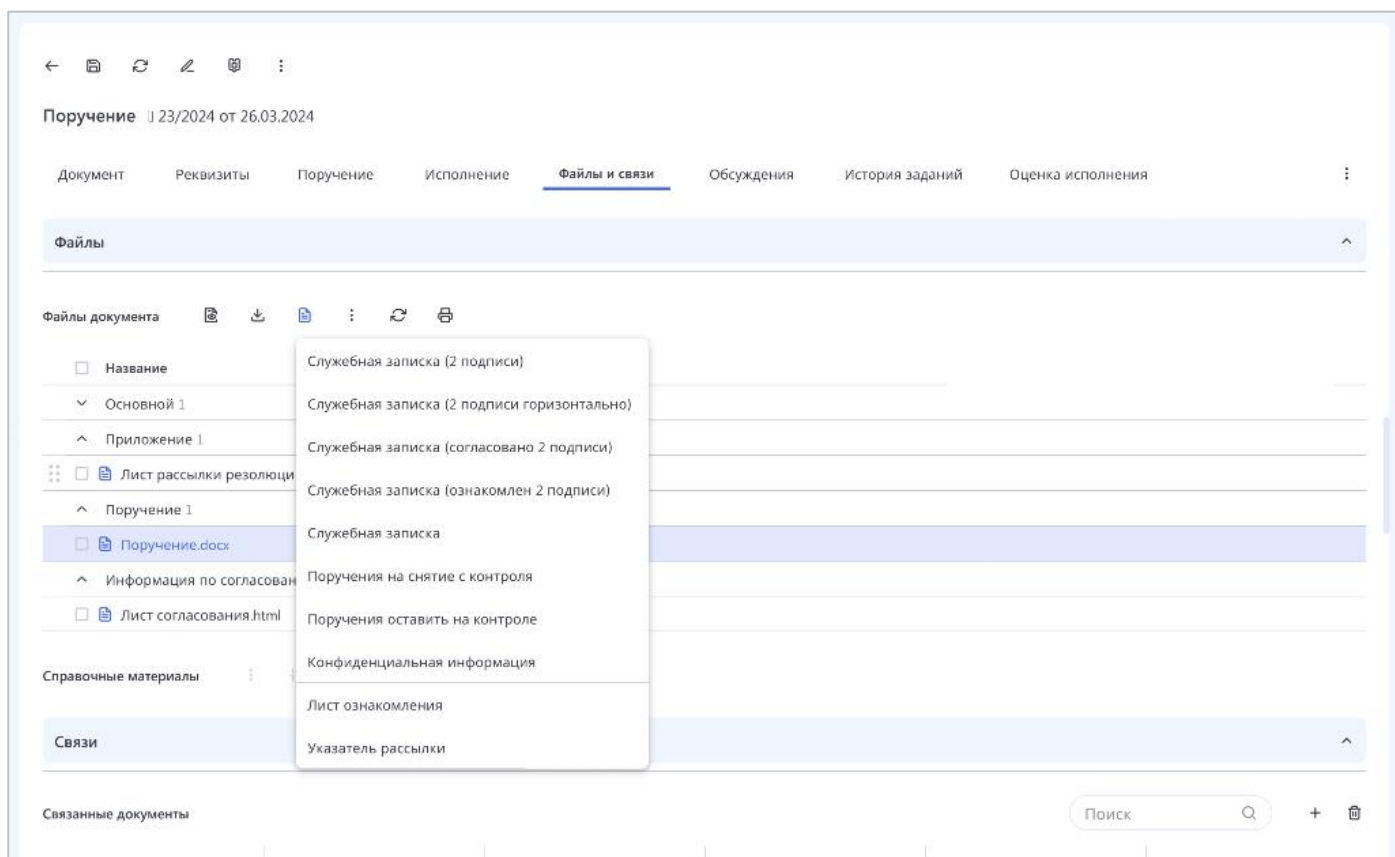 Поручение 23/2024 от 26.03.2024
Документ Реквизиты Поручение Исполнение Файлы и связи Обсуждения История заданий Оценка исполнения
Файлы
Файлы документа
Название
Основной 1
Приложение 1
Лист рассылки резолюци
Поручение 1
Поручение.docx
Информация по согласован
Лист согласования.html
Служебная записка (2 подписи)
Служебная записка (2 подписи горизонтально)
Служебная записка (согласовано 2 подписи)
Служебная записка (ознакомлен 2 подписи)
Служебная записка
Поручения на снятие с контроля
Поручения оставить на контроле
Конфиденциальная информация
Лист ознакомления
Указатель рассылки
Справочные материалы
Связи
Связанные документы
Поиск